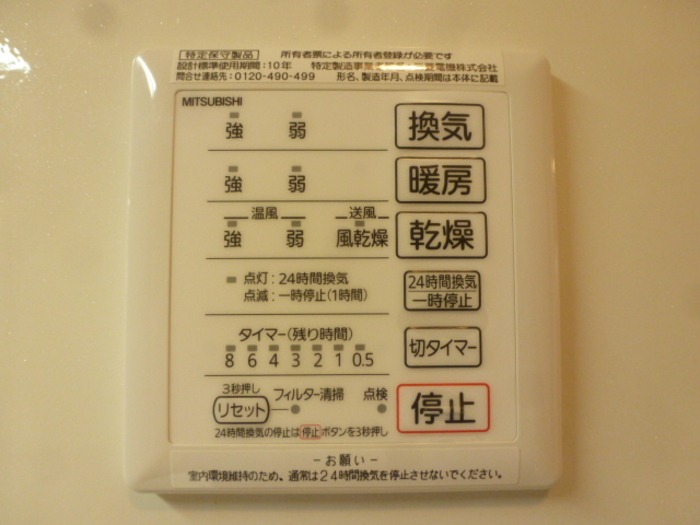 特定保守製品 所有者票による所有者登録が必要です
設計標準使用期間:10年 特定製造事業 電機株式会社
問合せ連絡先:0120-490-499 形名、製造年月、点検期間は本体に記載
MITSUBISHI
強 弱 換気
強 弱 暖房
温風 送風
強 弱 風乾燥 乾燥
点灯:24時間換気
点滅:一時停止(1時間)
24時間換気
一時停止
タイマー(残り時間)
8 6 4 3 2 1 0.5
切タイマー
3秒押し
リセット フィルター清掃 点検
停止
24時間換気の停止は停止ボタンを3秒押し
-お願い-
室内環境維持のため、通常は24時間換気を停止させないでください。